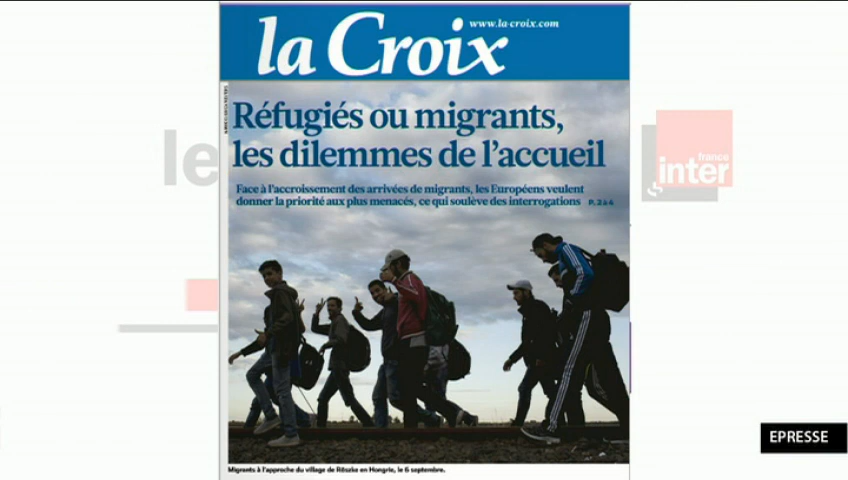 la Croix
www.la-croix.com
Réfugiés ou migrants,
les dilemmes de l'accueil
Face à l'accroissement des arrivées de migrants, les Européens veulent
donner la priorité aux plus menacés, ce qui soulève des interrogations P. 2 à 4
le
france
inter
EPRESSE
Migrants à l'approche du village de Röszke en Hongrie, le 6 septembre.